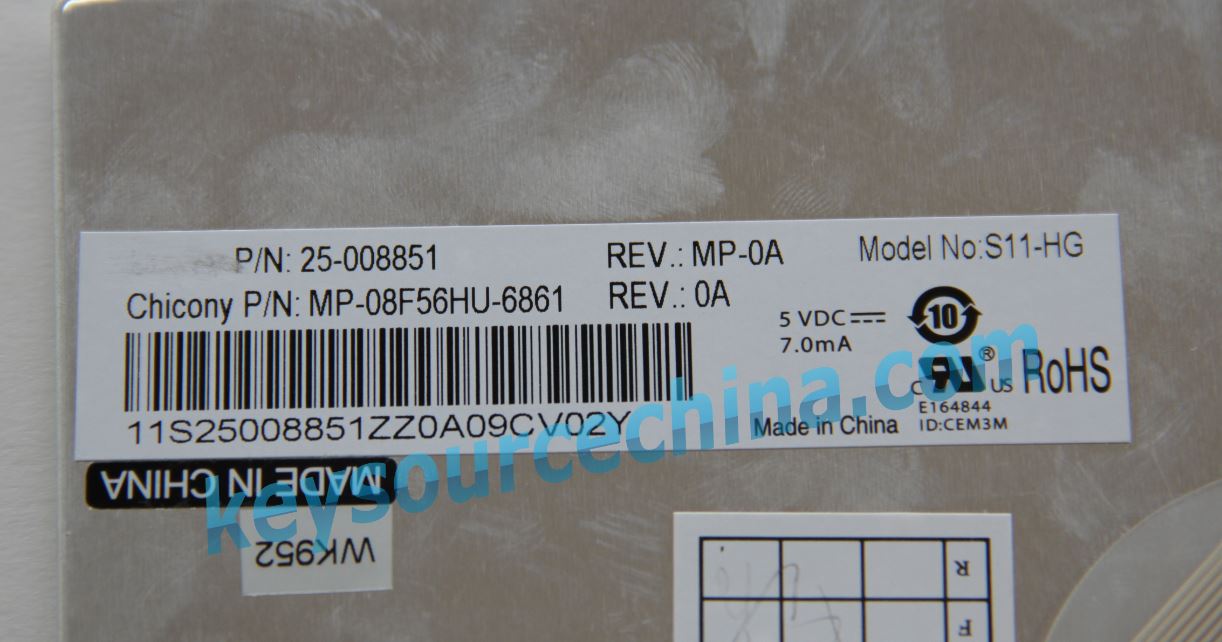 P/N: 25-008851
REV.: MP-0A
Model No:S11-HG
Chicony P/N: MP-08F56HU-6861
REV.: 0A
5 VDC
7.0mA
10
C UL ® US
RoHS
E164844
ID:CEM3M
Made in China
11S25008851ZZ0A09CV02Y
keysourcechina.com
MADE IN CHINA
WK952
R
F